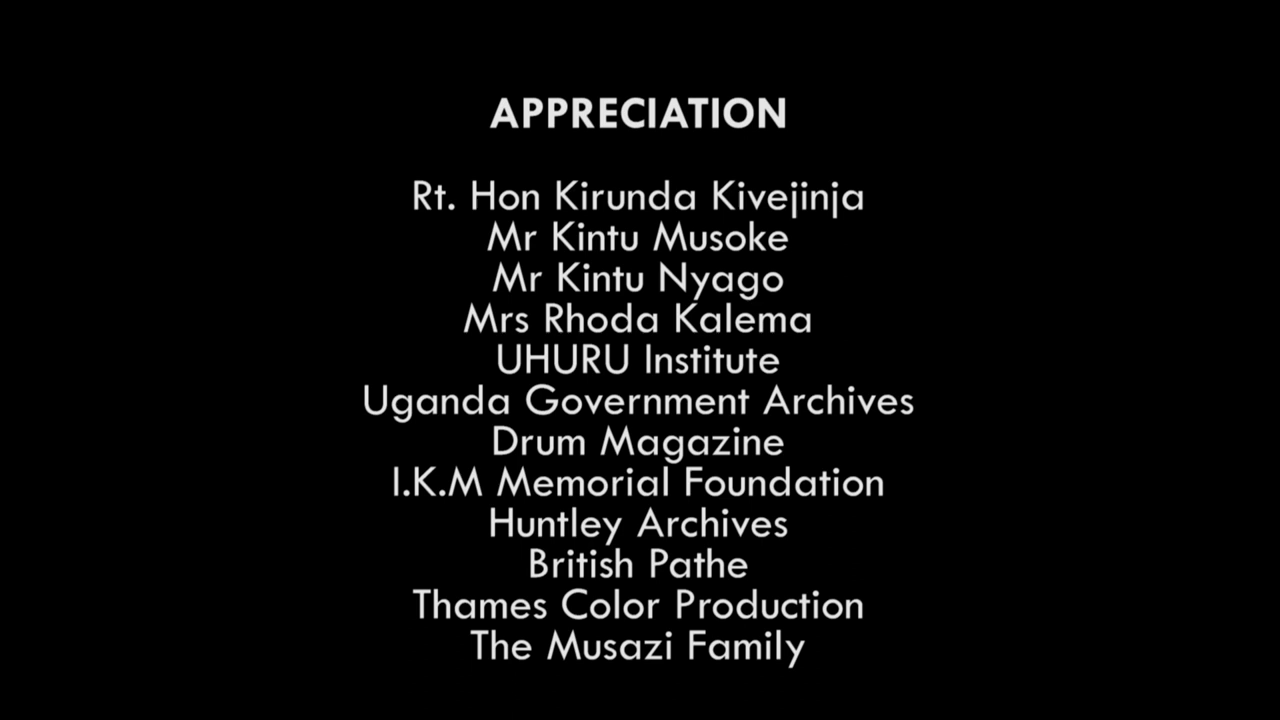 APPRECIATION
Rt. Hon Kirunda Kivejinja
Mr Kintu Musoke
Mr Kintu Nyago
Mrs Rhoda Kalema
UHURU Institute
Uganda Government Archives
Drum Magazine
I.K.M Memorial Foundation
Huntley Archives
British Pathe
Thames Color Production
The Musazi Family